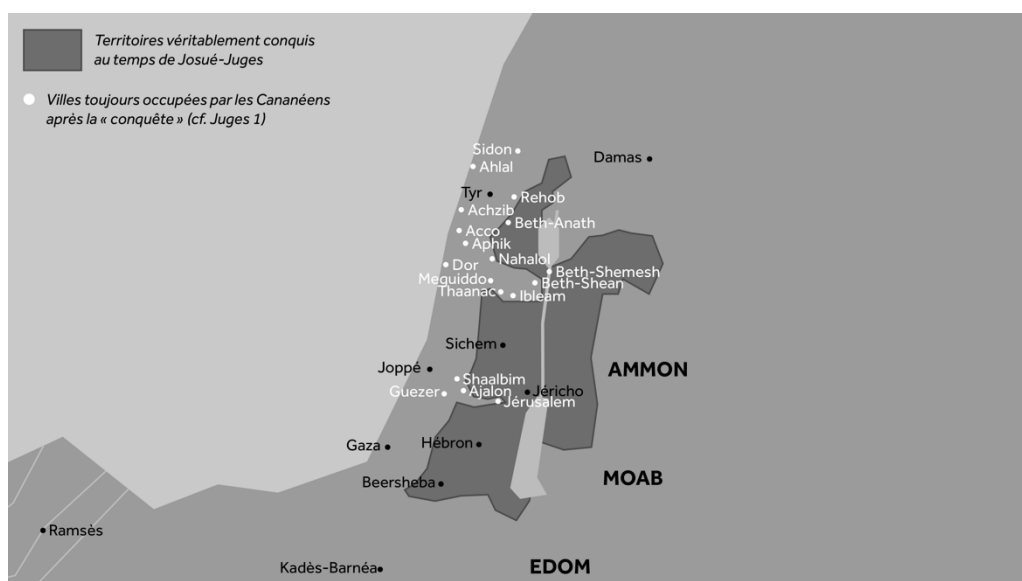 Territoires véritablement conquis
au temps de Josué-Juges
Villes toujours occupées par les Cananéens
après la « conquête » (cf. Juges 1)
Sidon
Damas
Ahlal
Tyr
Rehob
Achzib
Beth-Anath
Acco
Aphik
Nahalol
Dor
Beth-Shemesh
Meguiddo
Beth-Shean
Thaanac
Ibleam
Sichem
Joppé
AMMON
Shaalbim
Guezer
Ajalon
Jéricho
Jérusalem
Gaza
Hébron
MOAB
Beersheba
Ramsès
Kadès-Barnéa
EDOM